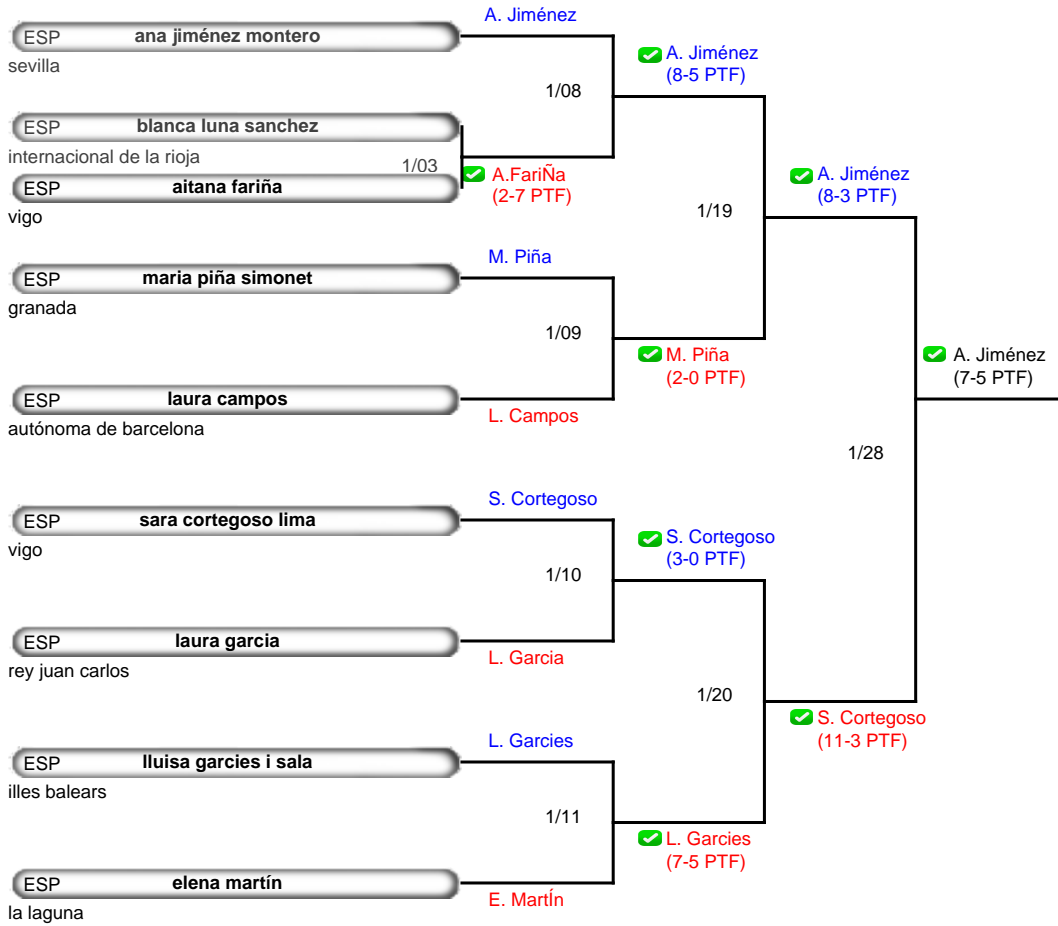 A. Jiménez
ESP ana jiménez montero
sevilla
A. Jiménez
(8-5 PTF)
1/08
ESP blanca luna sanchez
internacional de la rioja
1/03
A.FariÑa
(2-7 PTF)
ESP aitana fariña
vigo
A. Jiménez
(8-3 PTF)
1/19
M. Piña
ESP maria piña simonet
granada
1/09
M. Piña
(2-0 PTF)
A. Jiménez
(7-5 PTF)
ESP laura campos
autónoma de barcelona
L. Campos
1/28
S. Cortegoso
ESP sara cortegoso lima
vigo
S. Cortegoso
(3-0 PTF)
1/10
ESP laura garcia
rey juan carlos
L. Garcia
1/20
S. Cortegoso
(11-3 PTF)
L. Garcies
ESP lluisa garcies i sala
illes balears
1/11
L. Garcies
(7-5 PTF)
ESP elena martín
la laguna
E. MartÍn